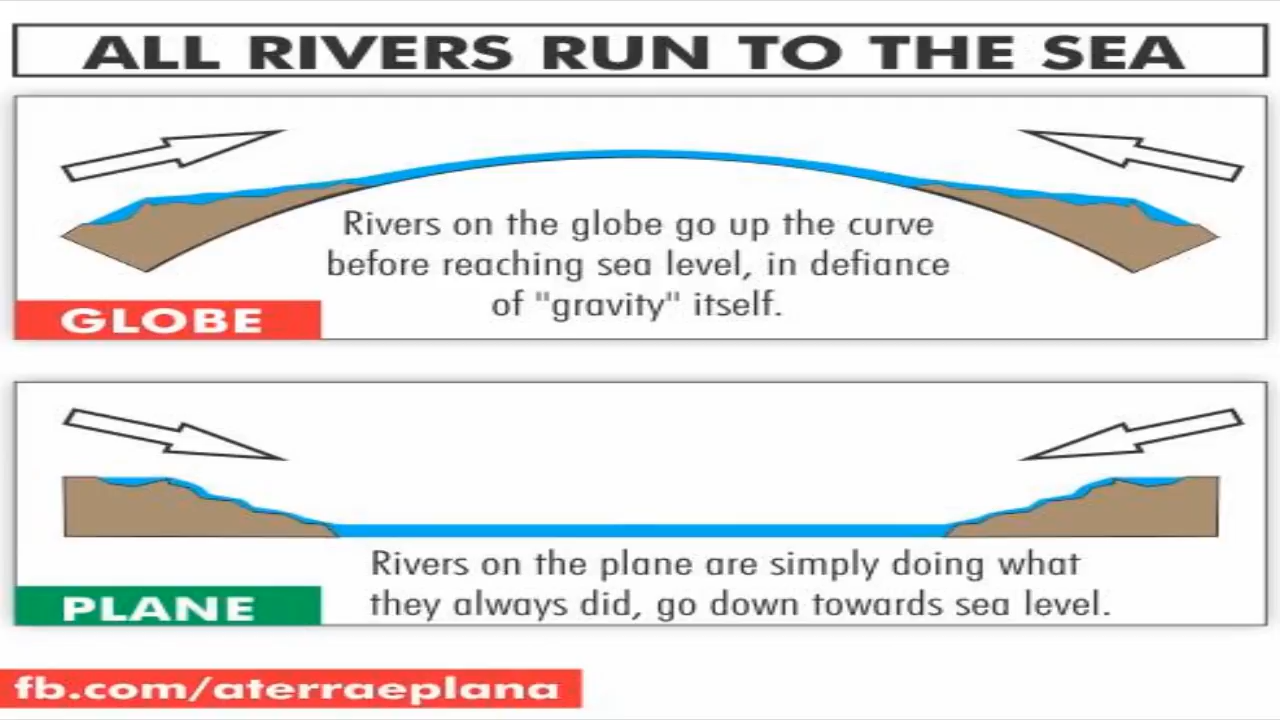 ALL RIVERS RUN TO THE SEA
Rivers on the globe go up the curve
before reaching sea level, in defiance
of "gravity" itself.
GLOBE
Rivers on the plane are simply doing what
they always did, go down towards sea level.
PLANE
fb.com/aterraeplana